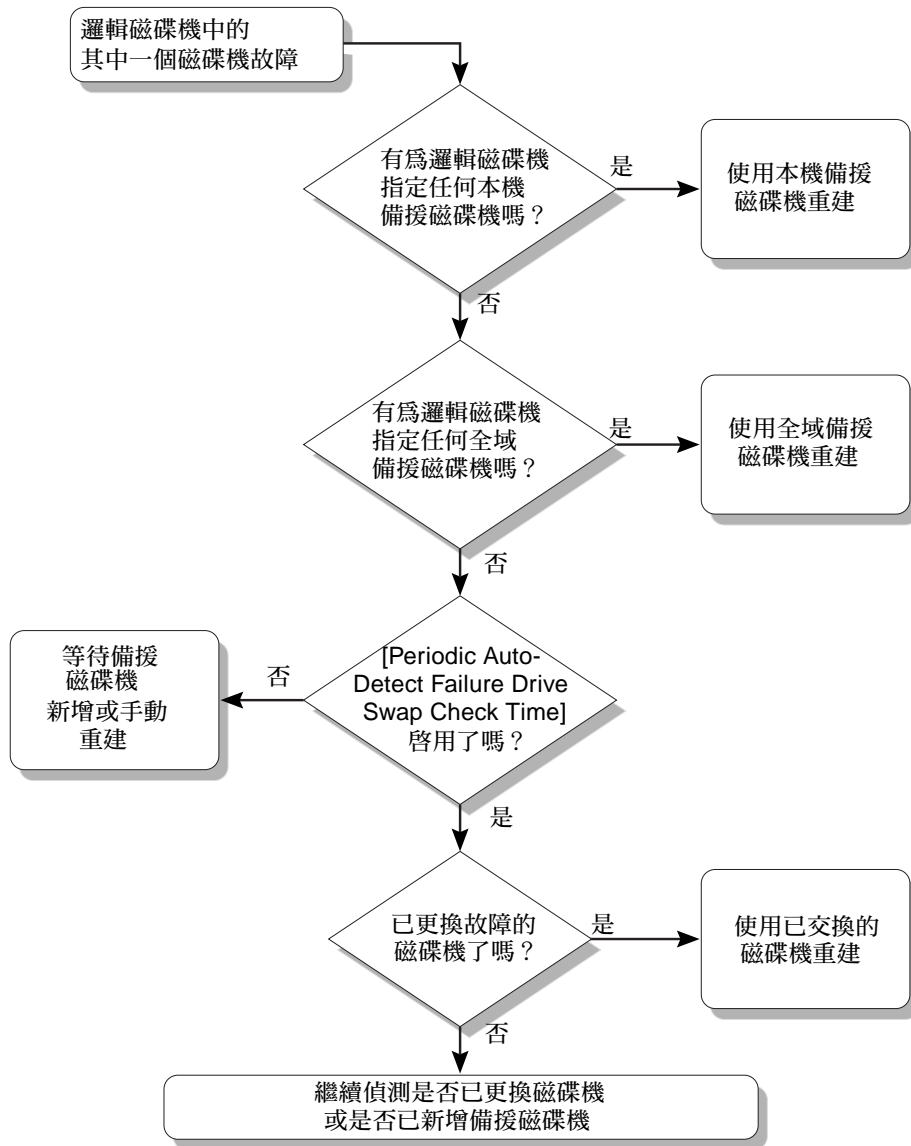 邏輯磁碟機中的
其中一個磁碟機故障
有爲邏輯磁碟機
指定任何本機
備援磁碟機嗎？
是
使用本機備援
磁碟機重建
否
有爲邏輯磁碟機
指定任何全域
備援磁碟機嗎？
是
使用全域備援
磁碟機重建
否
[Periodic Auto-
Detect Failure Drive
Swap Check Time]
啓用了嗎？
否
等待備援
磁碟機
新增或手動
重建
是
已更換故障的
磁碟機了嗎？
是
使用已交換的
磁碟機重建
否
繼續偵測是否已更換磁碟機
或是否已新增備援磁碟機